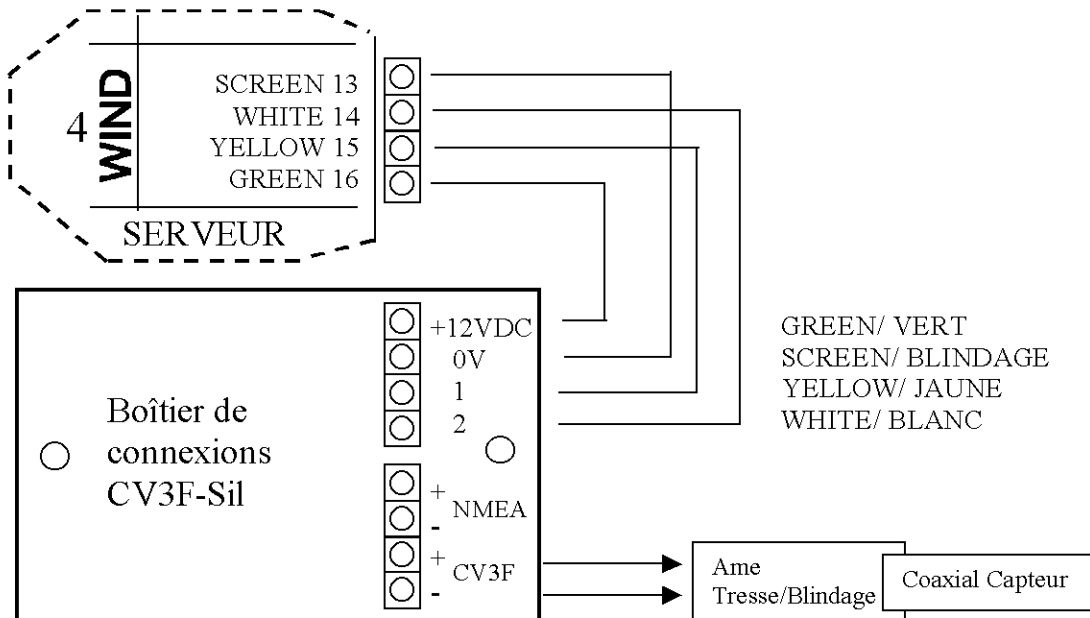 4 WIND
SCREEN 13
WHITE 14
YELLOW 15
GREEN 16
SERVEUR
+12VDC
0V
1
2
GREEN/ VERT
SCREEN/ BLINDAGE
YELLOW/ JAUNE
WHITE/ BLANC
Boîtier de
connexions
CV3F-Sil
+
NMEA
-
+
CV3F
-
Ame
Tresse/Blindage
Coaxial Capteur